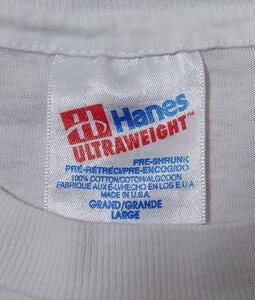 Hanes
ULTRAWEIGHT™
PRE-SHRUNK
PRÉ-RÉTRÉCI/PRE-ENCOGIDO
100% COTTON/COTON/ALGODON
FABRIQUÉ AUX É-U./HECHO EN LOS E.U.A
MADE IN U.S.A.
GRAND/GRANDE
LARGE